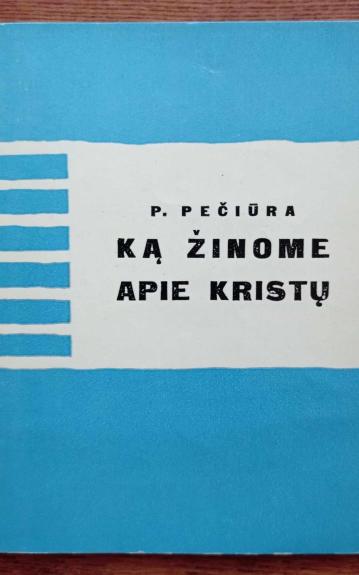 P. PEČIŪRA
KĄ ŽINOME
APIE KRISTŲ